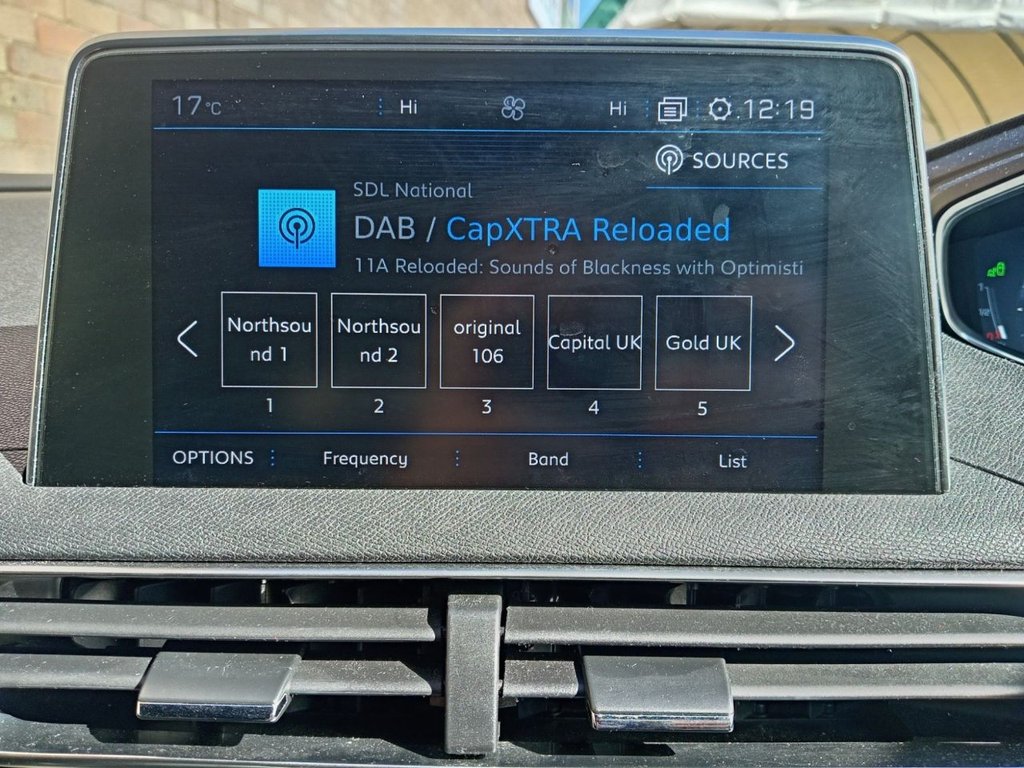 17°C Hi Hi 12:19
SOURCES
SDL National
DAB / CapXTRA Reloaded
11A Reloaded: Sounds of Blackness with Optimisti
Northsou
nd 1
Northsou
nd 2
original
106
Capital UK
Gold UK
1 2 3 4 5
OPTIONS Frequency Band List